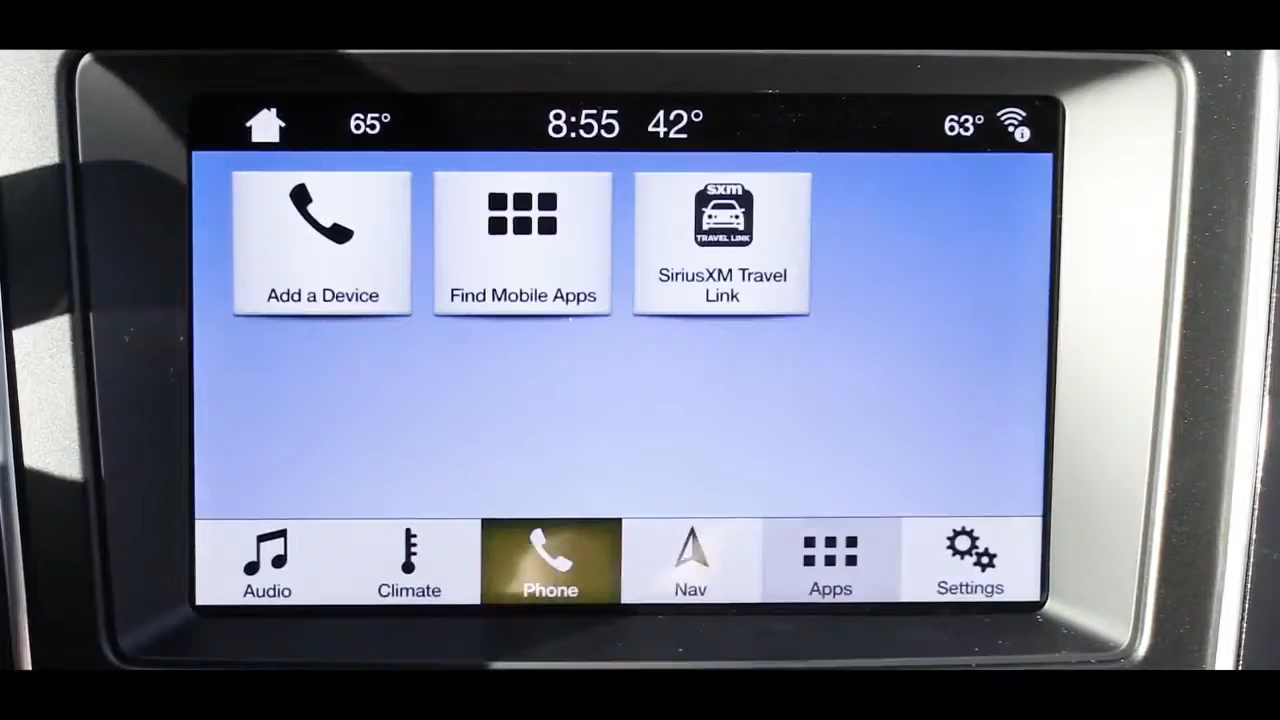 65° 8:55 42° 63°
sxm
TRAVEL LINK
Add a Device
Find Mobile Apps
SiriusXM Travel
Link
Audio
Climate
Phone
Nav
Apps
Settings